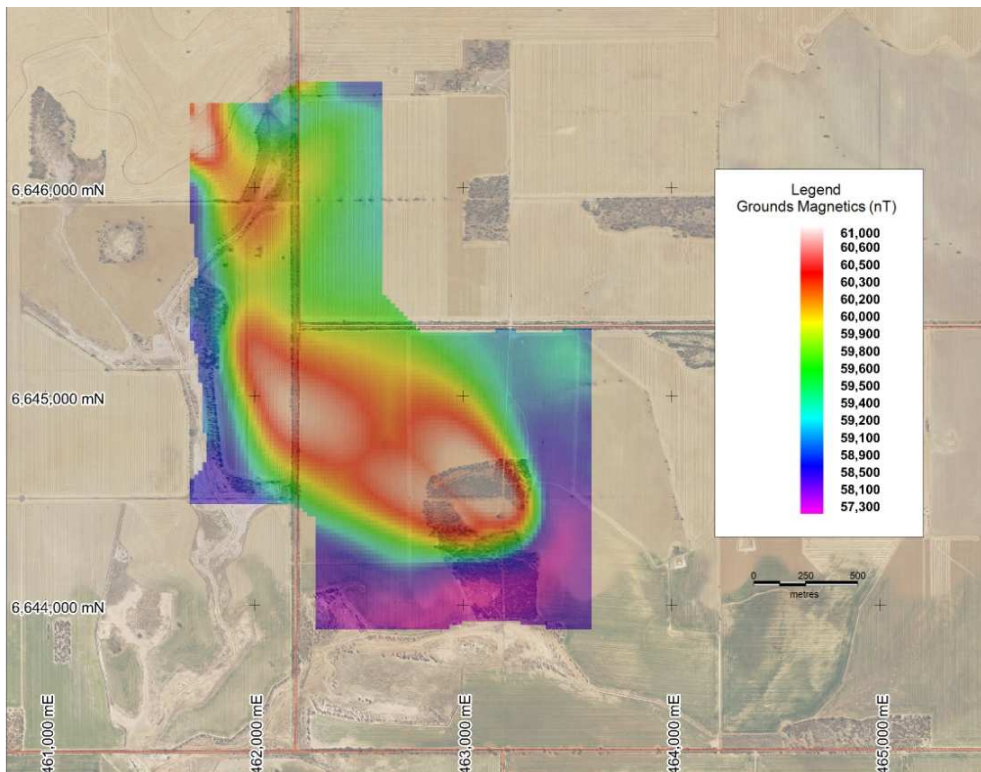 6,646,000 mN
Legend
Grounds Magnetics (nT)
61,000
60,600
60,500
60,300
60,200
60,000
59,900
59,800
59,600
59,500
59,400
59,200
59,100
58,900
58,500
58,100
57,300
6,645,000 mN
0 250 500
metres
6,644,000 mN
461,000 mE
462,000 mE
463,000 mE
464,000 mE
465,000 mE